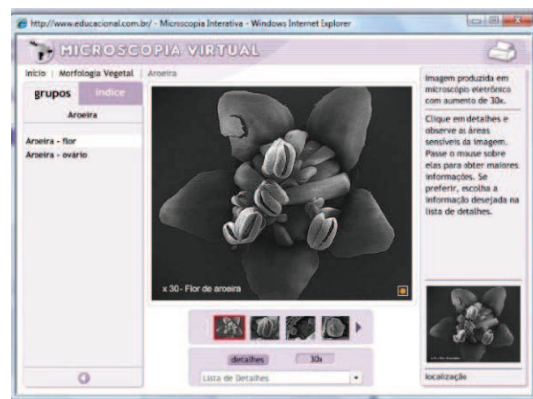 http://www.educacional.com.br/ - Microscopia Interativa - Windows Internet Explorer
MICROSCOPIA VIRTUAL
Início | Morfologia Vegetal | Aroeira
grupos
índice
Aroeira
Aroeira - flor
Aroeira - ovário
x 30- Flor de aroeira
detalhes
30x
Lista de Detalhes
Imagem produzida em
microscópio eletrônico
com aumento de 30x.
Clique em detalhes e
observe as áreas
sensíveis da imagem.
Passe o mouse sobre
elas para obter maiores
informações. Se
preferir, escolha a
informação desejada na
lista de detalhes.
localização